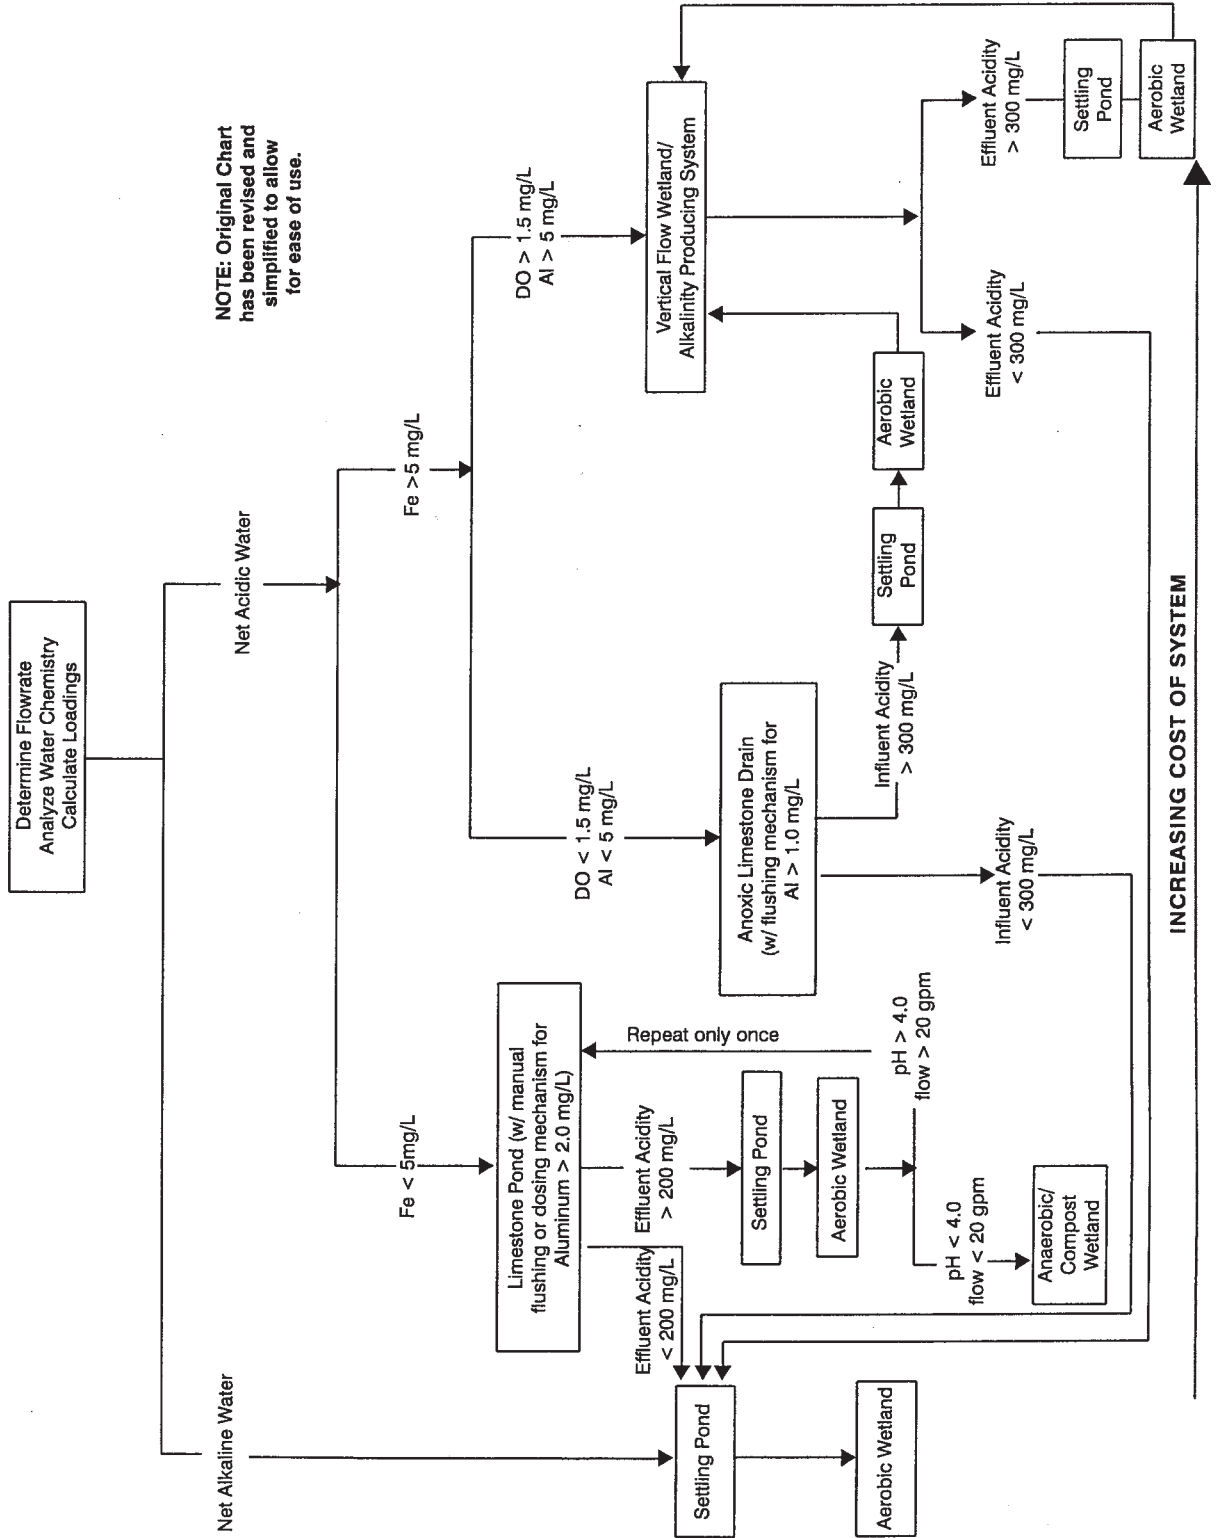 Determine Flowrate
Analyze Water Chemistry
Calculate Loadings
NOTE: Original Chart
has been revised and
simplified to allow
for ease of use.
Net Alkaline Water
Net Acidic Water
Fe < 5mg/L
Fe >5 mg/L
Limestone Pond (w/ manual
flushing or dosing mechanism for
Aluminum > 2.0 mg/L)
DO < 1.5 mg/L
Al < 5 mg/L
DO > 1.5 mg/L
Al > 5 mg/L
Effluent Acidity
< 200 mg/L
Effluent Acidity
> 200 mg/L
Repeat only once
Anoxic Limestone Drain
(w/ flushing mechanism for
Al > 1.0 mg/L
Vertical Flow Wetland/
Alkalinity Producing System
Settling Pond
Settling Pond
Aerobic Wetland
Aerobic Wetland
Influent Acidity
> 300 mg/L
Settling
Pond
Aerobic
Wetland
pH < 4.0
flow < 20 gpm
pH > 4.0
flow > 20 gpm
Anaerobic/
Compost
Wetland
Influent Acidity
< 300 mg/L
Effluent Acidity
< 300 mg/L
Effluent Acidity
> 300 mg/L
Settling
Pond
Aerobic
Wetland
INCREASING COST OF SYSTEM